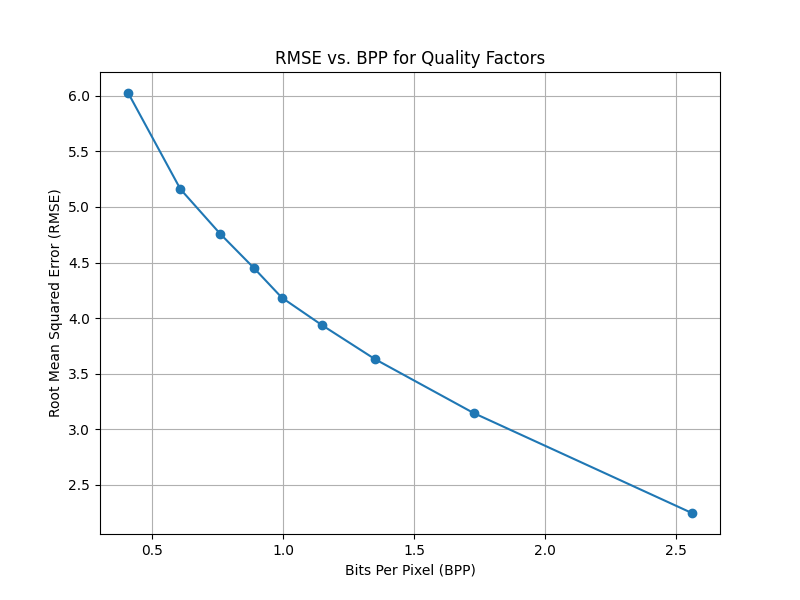 RMSE vs. BPP for Quality Factors
6.0
5.5
5.0
4.5
4.0
3.5
3.0
2.5
Root Mean Squared Error (RMSE)
0.5 1.0 1.5 2.0 2.5
Bits Per Pixel (BPP)